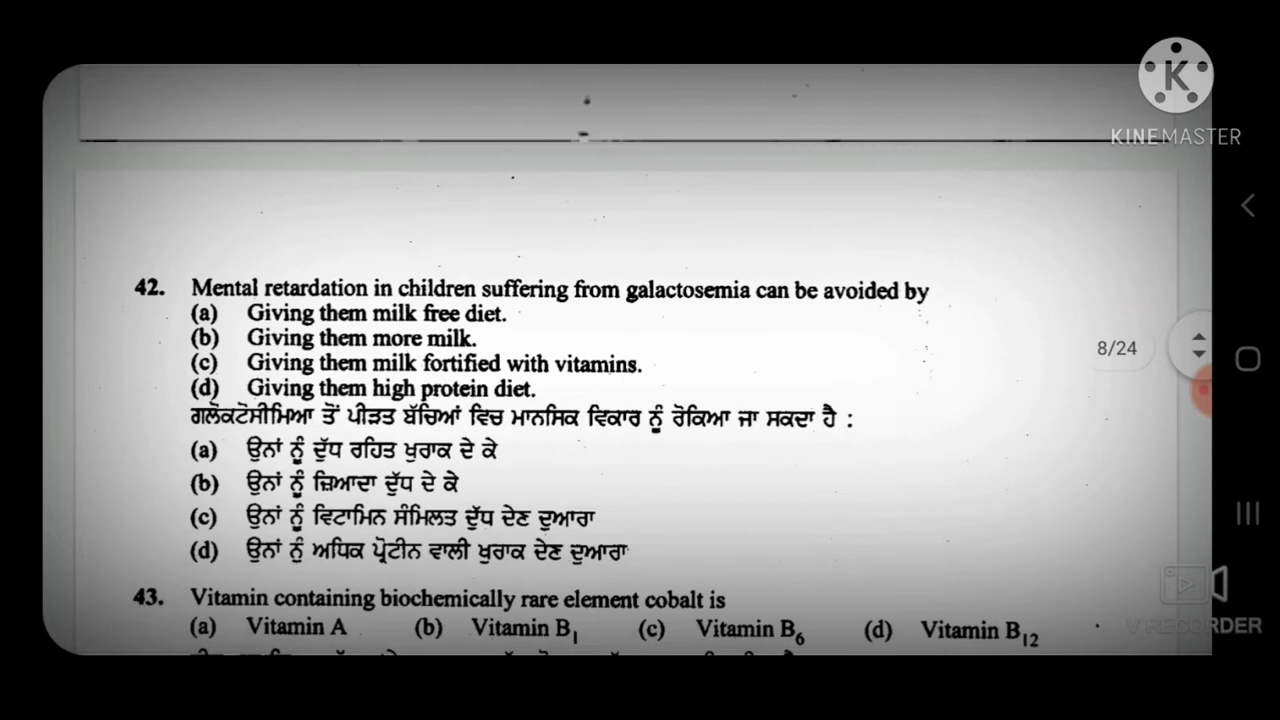 KINEMASTER
42. Mental retardation in children suffering from galactosemia can be avoided by
(a) Giving them milk free diet.
(b) Giving them more milk.
(c) Giving them milk fortified with vitamins.
(d) Giving them high protein diet.
ਗਲੋਕਟੋਸੀਮਿਆ ਤੋਂ ਪੀੜਤ ਬੱਚਿਆਂ ਵਿਚ ਮਾਨਸਿਕ ਵਿਕਾਰ ਨੂੰ ਰੋਕਿਆ ਜਾ ਸਕਦਾ ਹੈ :
(a) ਉਨਾਂ ਨੂੰ ਦੁੱਧ ਰਹਿਤ ਖੁਰਾਕ ਦੇ ਕੇ
(b) ਉਨਾਂ ਨੂੰ ਜ਼ਿਆਦਾ ਦੁੱਧ ਦੇ ਕੇ
(c) ਉਨਾਂ ਨੂੰ ਵਿਟਾਮਿਨ ਸੰਮਿਲਤ ਦੁੱਧ ਦੇਣ ਦੁਆਰਾ
(d) ਉਨਾਂ ਨੂੰ ਅਧਿਕ ਪ੍ਰੋਟੀਨ ਵਾਲੀ ਖੁਰਾਕ ਦੇਣ ਦੁਆਰਾ
8/24
43. Vitamin containing biochemically rare element cobalt is
(a) Vitamin A (b) Vitamin B1 (c) Vitamin B6 (d) Vitamin B12
V RECORDER